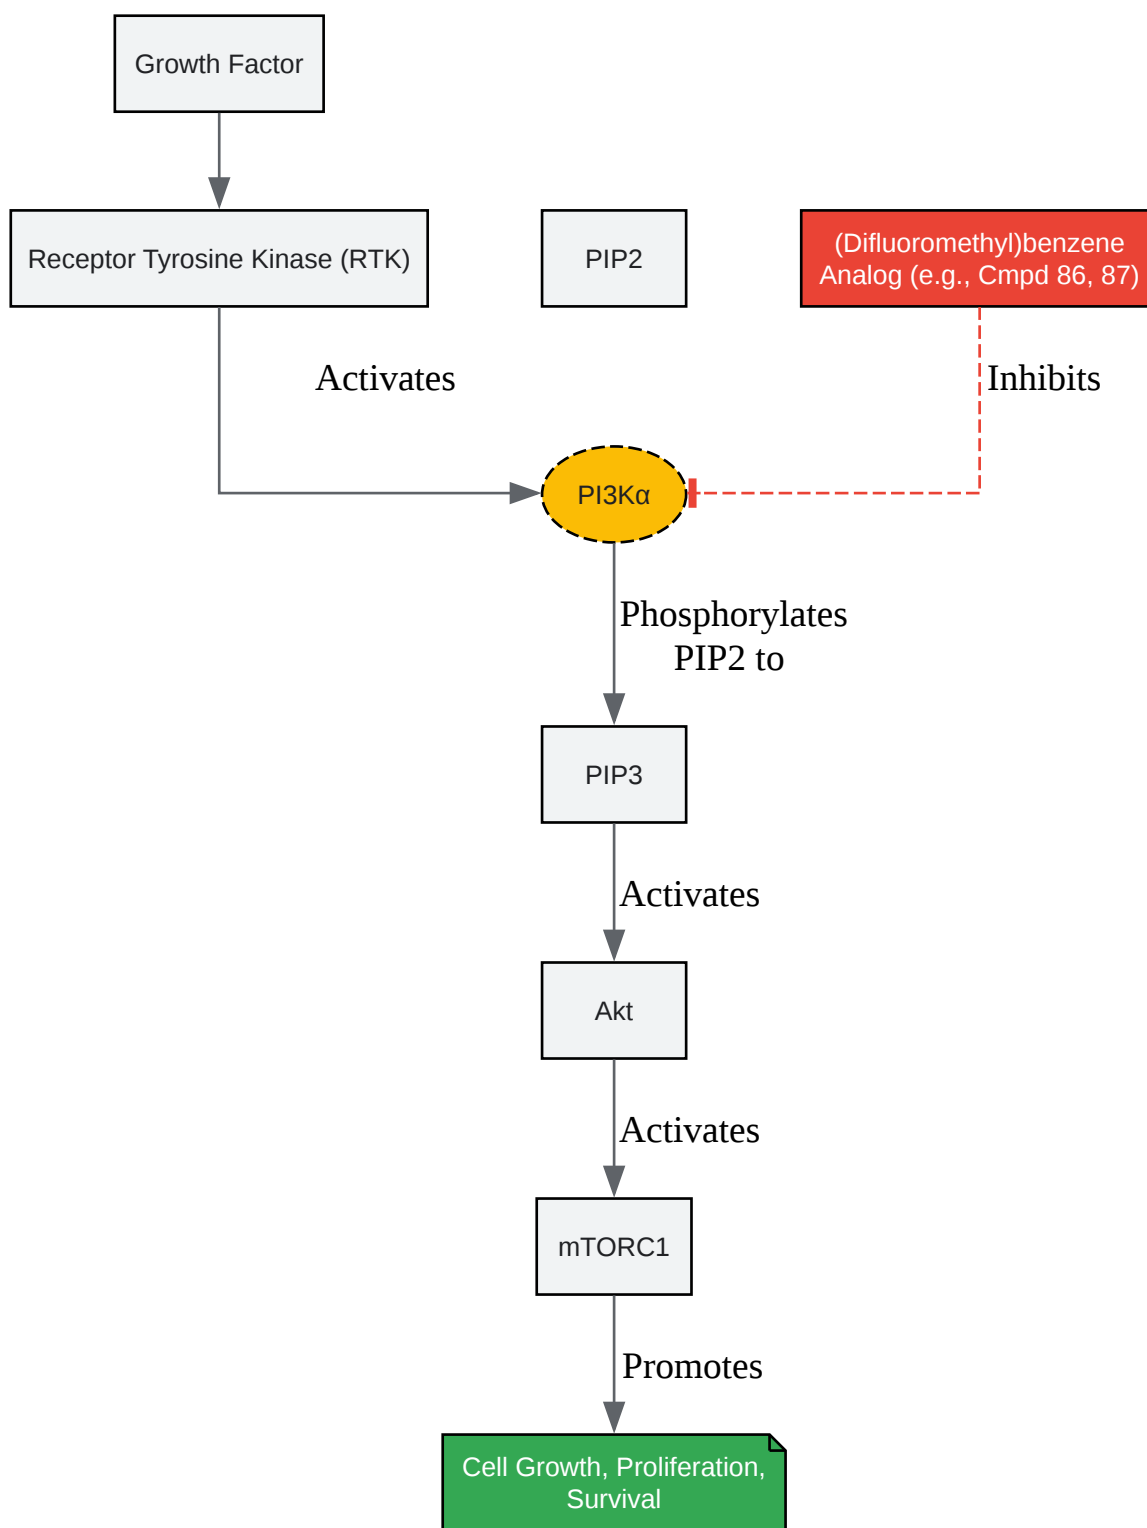 Growth Factor
Receptor Tyrosine Kinase (RTK)
PIP2
(Difluoromethyl)benzene
Analog (e.g., Cmpd 86, 87)
Activates
Inhibits
PI3Kα
Phosphorylates
PIP2 to
PIP3
Activates
Akt
Activates
mTORC1
Promotes
Cell Growth, Proliferation,
Survival